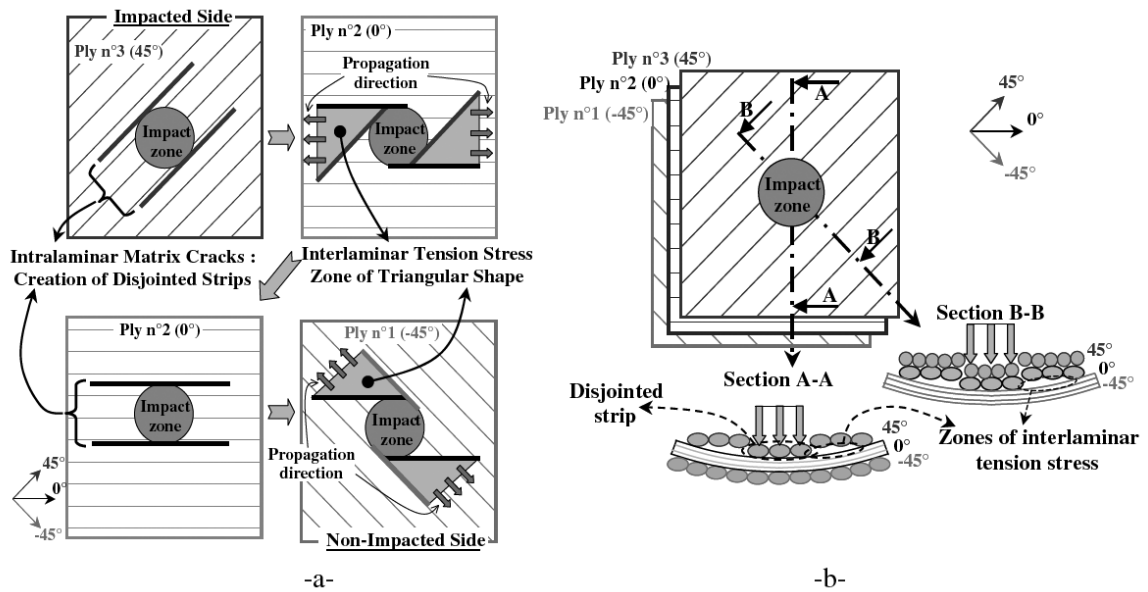 Impacted Side
Ply n°3 (45°)
Impact
zone
Ply n°2 (0°)
Propagation
direction
Impact
zone
Intralaminar Matrix Cracks :
Creation of Disjointed Strips
Interlaminar Tension Stress
Zone of Triangular Shape
Ply n°2 (0°)
Impact
zone
45°
0°
-45°
Ply n°1 (-45°)
Impact
zone
Propagation
direction
Non-Impacted Side
-a-
Ply n°3 (45°)
Ply n°2 (0°)
Ply n°1 (-45°)
A
B
Impact
zone
B
A
45°
0°
-45°
Section B-B
45°
0°
-45°
Section A-A
Disjointed
strip
45°
0°
-45°
Zones of interlaminar
tension stress
-b-